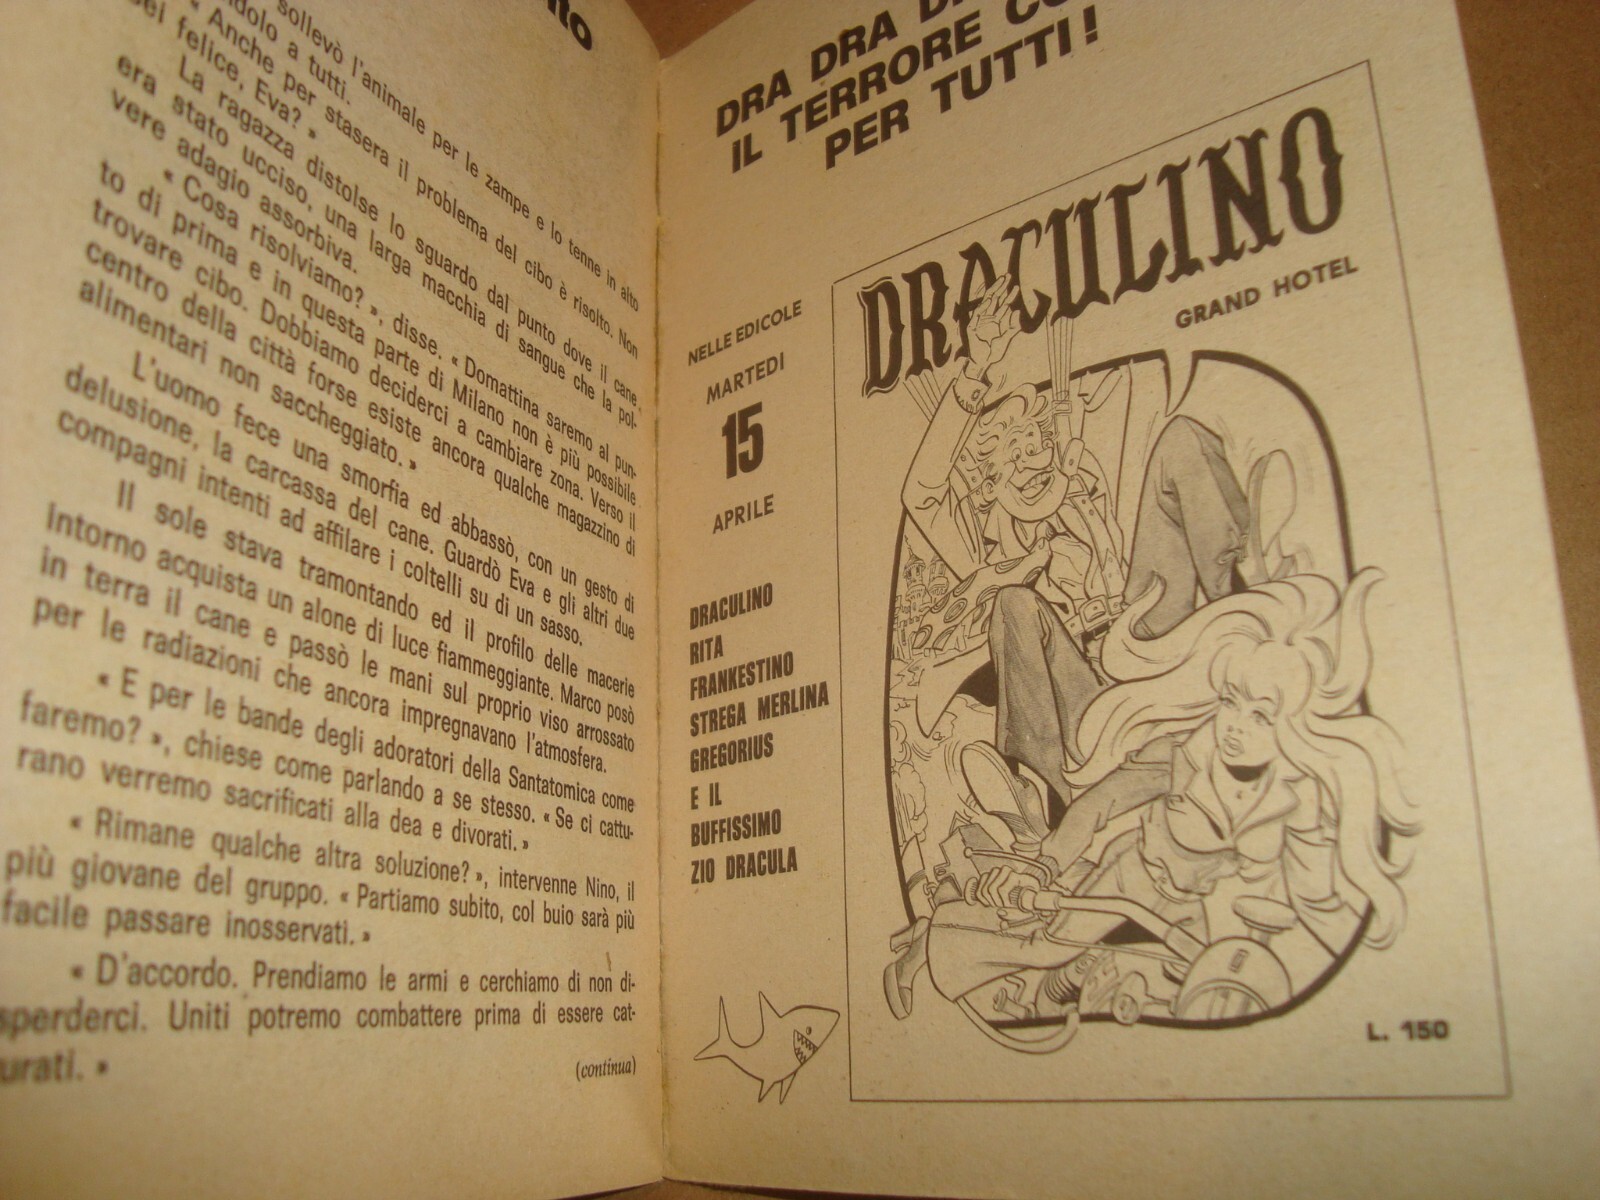 sollevò l'animale per le zampe e lo tenne in alto
ndolo a tutti.
« Anche per stasera il problema del cibo è risolto. Non
sei felice, Eva? »
La ragazza distolse lo sguardo dal punto dove il cane
era stato ucciso, una larga macchia di sangue che la pol-
vere adagio assorbiva.
« Cosa risolviamo? », disse. « Domattina saremo al pun-
to di prima e in questa parte di Milano non è più possibile
trovare cibo. Dobbiamo deciderci a cambiare zona. Verso il
centro della città forse esiste ancora qualche magazzino di
alimentari non saccheggiato. »
L'uomo fece una smorfia ed abbassò, con un gesto di
delusione, la carcassa del cane. Guardò Eva e gli altri due
compagni intenti ad affilare i coltelli su di un sasso.
Il sole stava tramontando ed il profilo delle macerie
intorno acquista un alone di luce fiammeggiante. Marco posò
in terra il cane e passò le mani sul proprio viso arrossato
per le radiazioni che ancora impregnavano l'atmosfera.
« E per le bande degli adoratori della Santatomica come
faremo? », chiese come parlando a se stesso. « Se ci cattu-
rano verremo sacrificati alla dea e divorati. »
« Rimane qualche altra soluzione? », intervenne Nino, il
più giovane del gruppo. « Partiamo subito, col buio sarà più
facile passare inosservati. »
« D'accordo. Prendiamo le armi e cerchiamo di non di-
sperderci. Uniti potremo combattere prima di essere cat-
urati. »
(continua)
DRA DRA
IL TERRORE
PER TUTTI!
NELLE EDICOLE
MARTEDI
15
APRILE
DRACULINO
RITA
FRANKESTINO
STREGA MERLINA
GREGORIUS
E IL
BUFFISSIMO
ZIO DRACULA
DRACULINO
GRAND HOTEL
L. 150